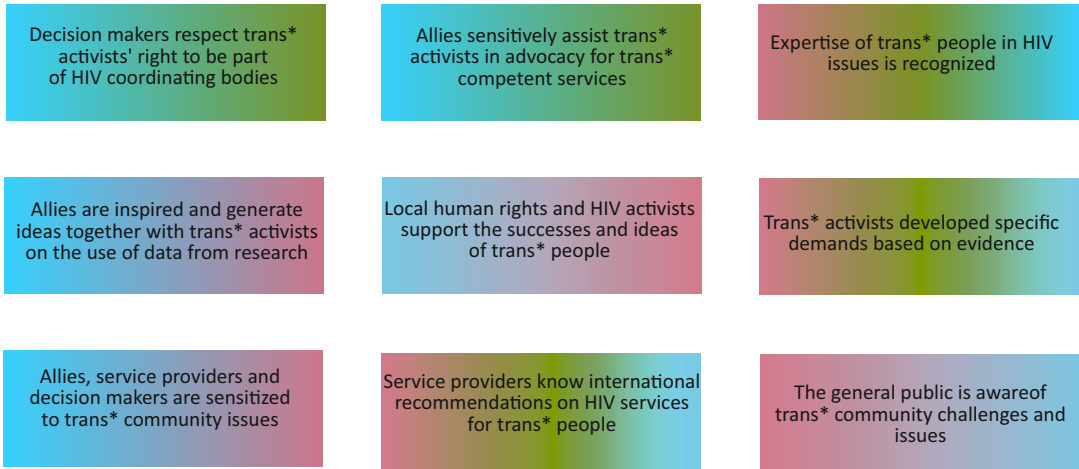 Decision makers respect trans*
activists' right to be part
of HIV coordinating bodies
Allies sensitively assist trans*
activists in advocacy for trans*
competent services
Expertise of trans* people in HIV
issues is recognized
Allies are inspired and generate
ideas together with trans* activists
on the use of data from research
Local human rights and HIV activists
support the successes and ideas
of trans* people
Trans* activists developed specific
demands based on evidence
Allies, service providers and
decision makers are sensitized
to trans* community issues
Service providers know international
recommendations on HIV services
for trans* people
The general public is awareof
trans* community challenges and
issues